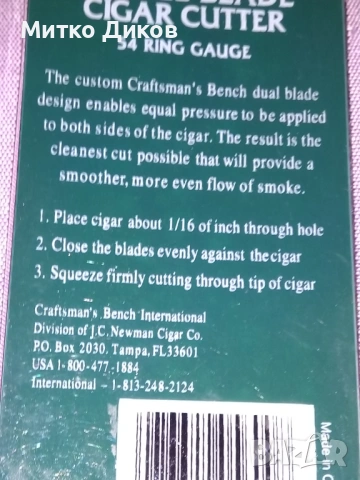 Митко Дяков
BLADE
CIGAR CUTTER
54 RING GAUGE
The custom Craftsman's Bench dual blade
design enables equal pressure to be applied
to both sides of the cigar. The result is the
cleanest cut possible that will provide a
smoother, more even flow of smoke.
1. Place cigar about 1/16 of inch through hole
2. Close the blades evenly against the cigar
3. Squeeze firmly cutting through tip of cigar
Craftsman's Bench International
Division of J.C. Newman Cigar Co.
P.O. Box 2030, Tampa, FL33601
USA 1-800-477-1884
International - 1-813-248-2124
Made in